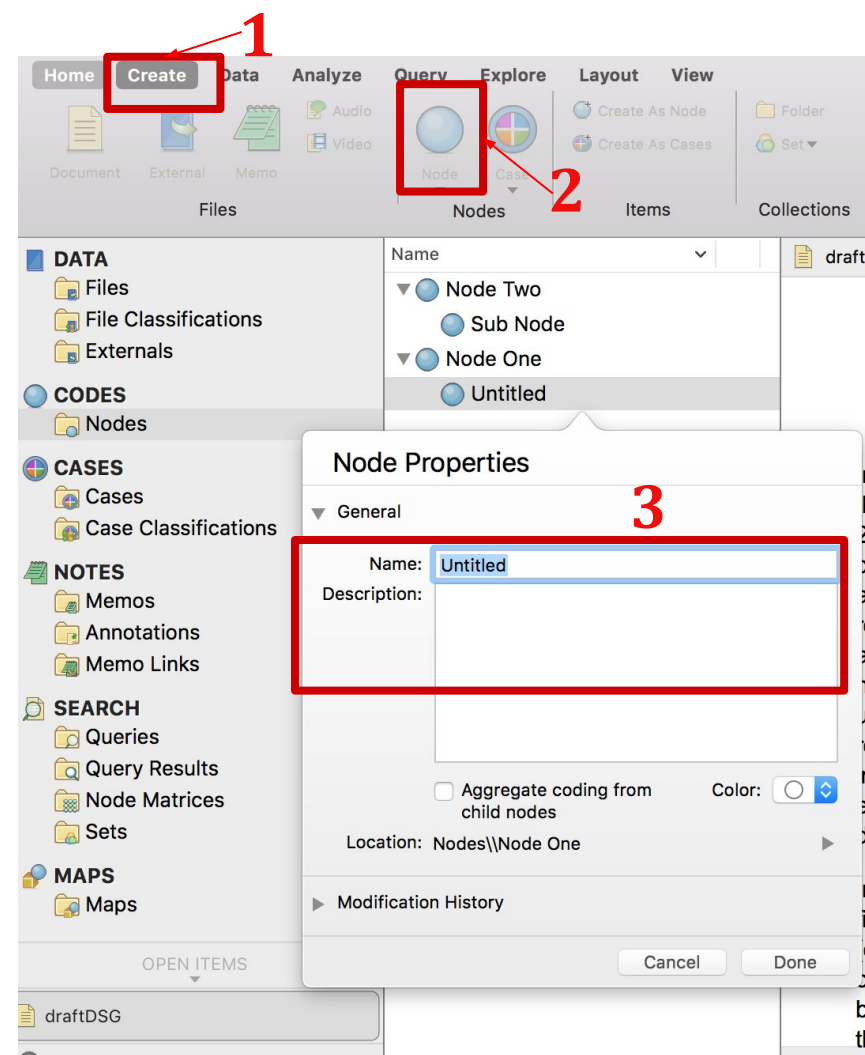 1
Home Create Data Analyze Query Explore Layout View
Audio Create As Node Folder
Video Create As Cases Set
Document External Memo Node Case
2
Files Nodes Items Collections
DATA
Files
File Classifications
Externals
CODES
Nodes
CASES
Cases
Case Classifications
NOTES
Memos
Annotations
Memo Links
SEARCH
Queries
Query Results
Node Matrices
Sets
MAPS
Maps
OPEN ITEMS
draftDSG
Name
Node Two
Sub Node
Node One
Untitled
draft
Node Properties
3
General
Name: Untitled
Description:
Aggregate coding from
child nodes
Color:
Location: Nodes\\Node One
Modification History
Cancel Done